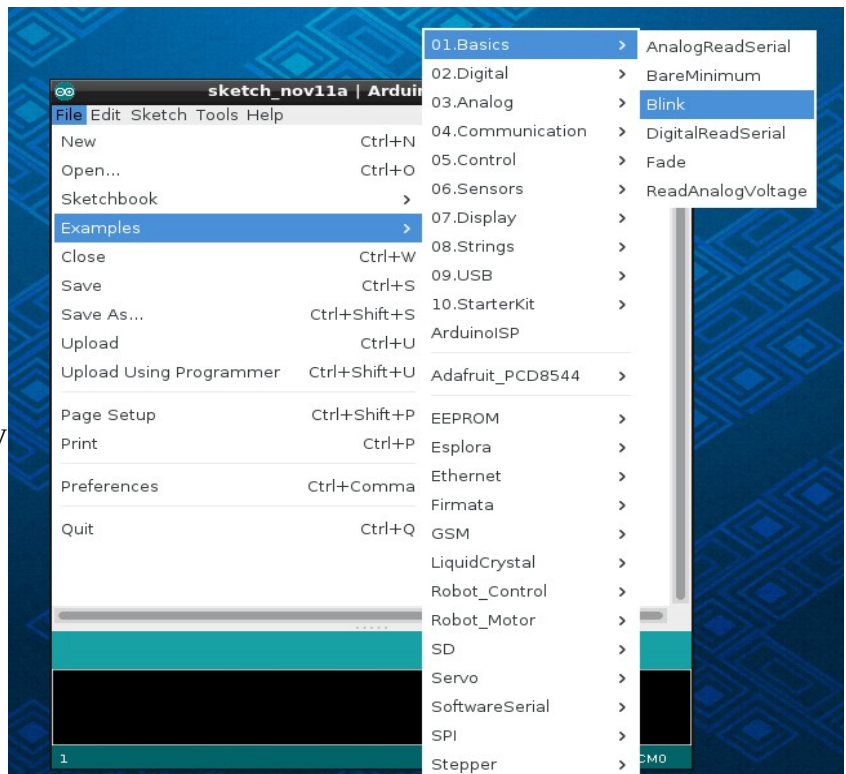 sketch_nov11a | Arduin
File Edit Sketch Tools Help
New Ctrl+N
Open... Ctrl+O
Sketchbook >
Examples >
Close Ctrl+W
Save Ctrl+S
Save As... Ctrl+Shift+S
Upload Ctrl+U
Upload Using Programmer Ctrl+Shift+U
Page Setup Ctrl+Shift+P
Print Ctrl+P
Preferences Ctrl+Comma
Quit Ctrl+Q
01.Basics >
02.Digital >
03.Analog >
04.Communication >
05.Control >
06.Sensors >
07.Display >
08.Strings >
09.USB >
10.StarterKit >
ArduinoISP
Adafruit_PCD8544 >
EEPROM >
Esplora >
Ethernet >
Firmata >
GSM >
LiquidCrystal >
Robot_Control >
Robot_Motor >
SD >
Servo >
SoftwareSerial >
SPI >
Stepper >
AnalogReadSerial
BareMinimum
Blink
DigitalReadSerial
Fade
ReadAnalogVoltage
1 CM0